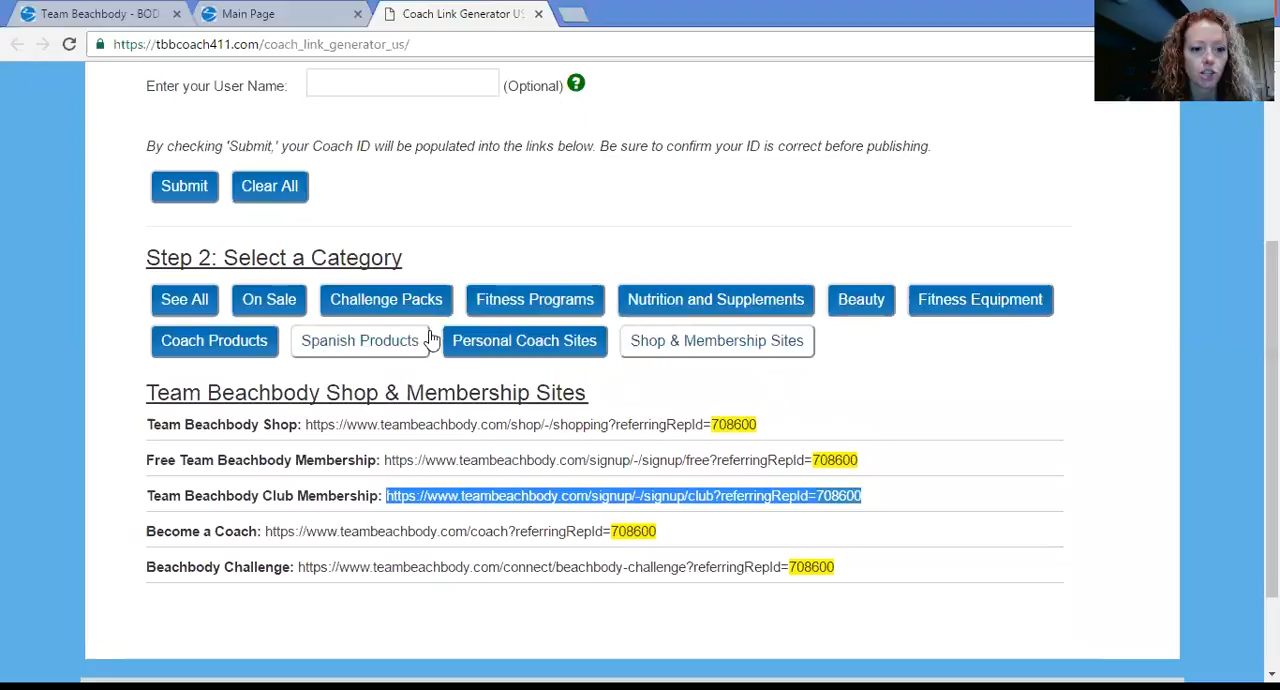 Team Beachbody - BOD
Main Page
Coach Link Generator US
https://tbbcoach411.com/coach_link_generator_us/
Enter your User Name: (Optional) ?
By checking 'Submit,' your Coach ID will be populated into the links below. Be sure to confirm your ID is correct before publishing.
Submit Clear All
Step 2: Select a Category
See All On Sale Challenge Packs Fitness Programs Nutrition and Supplements Beauty Fitness Equipment
Coach Products Spanish Products Personal Coach Sites Shop & Membership Sites
Team Beachbody Shop & Membership Sites
Team Beachbody Shop: https://www.teambeachbody.com/shop/-/shopping?referringRepId=708600
Free Team Beachbody Membership: https://www.teambeachbody.com/signup/-/signup/free?referringRepId=708600
Team Beachbody Club Membership: https://www.teambeachbody.com/signup/-/signup/club?referringRepId=708600
Become a Coach: https://www.teambeachbody.com/coach?referringRepId=708600
Beachbody Challenge: https://www.teambeachbody.com/connect/beachbody-challenge?referringRepId=708600